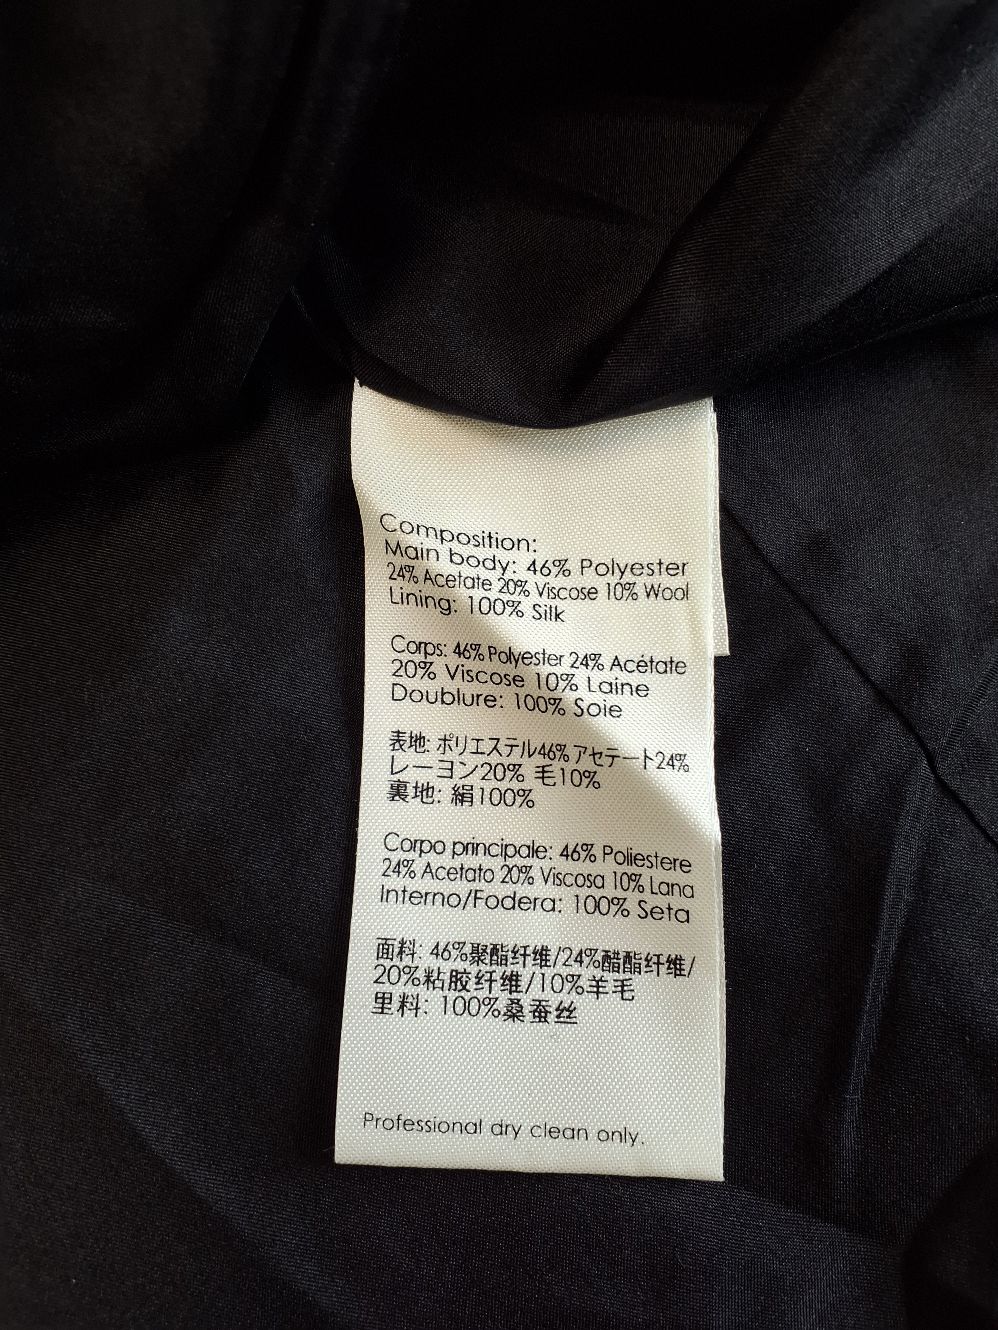 Composition:
Main body: 46% Polyester
24% Acetate 20% Viscose 10% Wool
Lining: 100% Silk
Corps: 46% Polyester 24% Acétate
20% Viscose 10% Laine
Doublure: 100% Soie
表地: ポリエステル46% アセテート24%
レーヨン20% 毛10%
裏地: 絹100%
Corpo principale: 46% Poliestere
24% Acetato 20% Viscosa 10% Lana
Interno/Fodera: 100% Seta
面料: 46%聚酯纤维/24%醋酯纤维/
20%粘胶纤维/10%羊毛
里料: 100%桑蚕丝
Professional dry clean only.